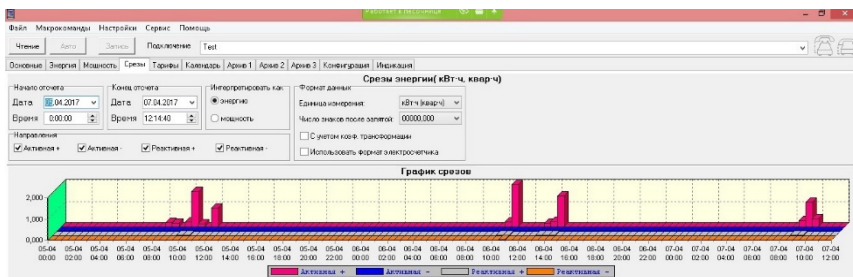 Работает Лесничица
Файл Макрокоманды Настройки Сервис Помощь
Чтение Авто Запись Подключение Test
Основные Энергия Мощность Срезы Тарифы Календарь Архив 1 Архив 2 Архив 3 Конфигурация Индикация
Срезы энергии( кВт·ч, квар·ч)
Начало отсчета Конец отсчета Интерпретировать как: Формат данных
Дата 05.04.2017 Дата 07.04.2017 энергию Единица измерения: кВт·ч (квар·ч)
Время 0:00:00 Время 12:14:40 мощность Число знаков после запятой: 00000,000
Направления С учетом коэф. трансформации
Активная + Активная - Реактивная + Реактивная - Использовать формат электросчетчика
График срезов
2,000
1,000
0,000
05-04 05-04 05-04 05-04 05-04 05-04 05-04 05-04 05-04 05-04 05-04 05-04 06-04 06-04 06-04 06-04 06-04 06-04 06-04 06-04 06-04 06-04 06-04 06-04 07-04 07-04 07-04 07-04 07-04 07-04 07-04
00:00 02:00 04:00 06:00 08:00 10:00 12:00 14:00 16:00 18:00 20:00 22:00 00:00 02:00 04:00 06:00 08:00 10:00 12:00 14:00 16:00 18:00 20:00 22:00 00:00 02:00 04:00 06:00 08:00 10:00 12:00
Активная + Активная - Реактивная + Реактивная -